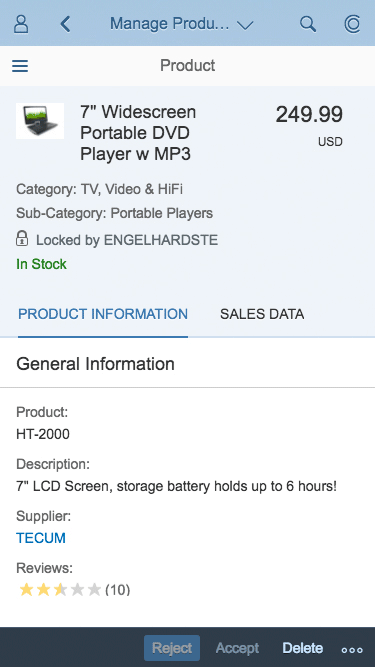 Manage Produ...
Product
7" Widescreen
Portable DVD
Player w MP3
249.99
USD
Category: TV, Video & HiFi
Sub-Category: Portable Players
Locked by ENGELHARDSTE
In Stock
PRODUCT INFORMATION
SALES DATA
General Information
Product:
HT-2000
Description:
7" LCD Screen, storage battery holds up to 6 hours!
Supplier:
TECUM
Reviews:
(10)
Reject Accept Delete